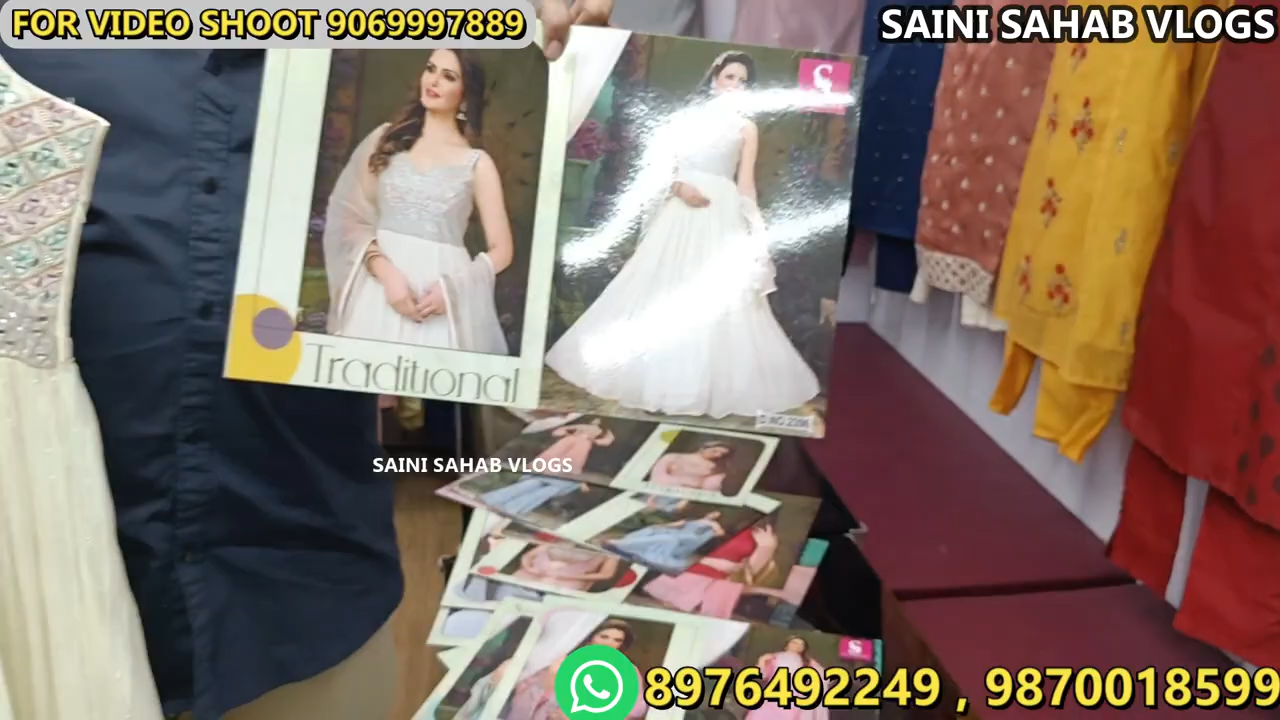 FOR VIDEO SHOOT 9069997889
SAINI SAHAB VLOGS
Traditional
SAINI SAHAB VLOGS
8976492249 , 9870018599